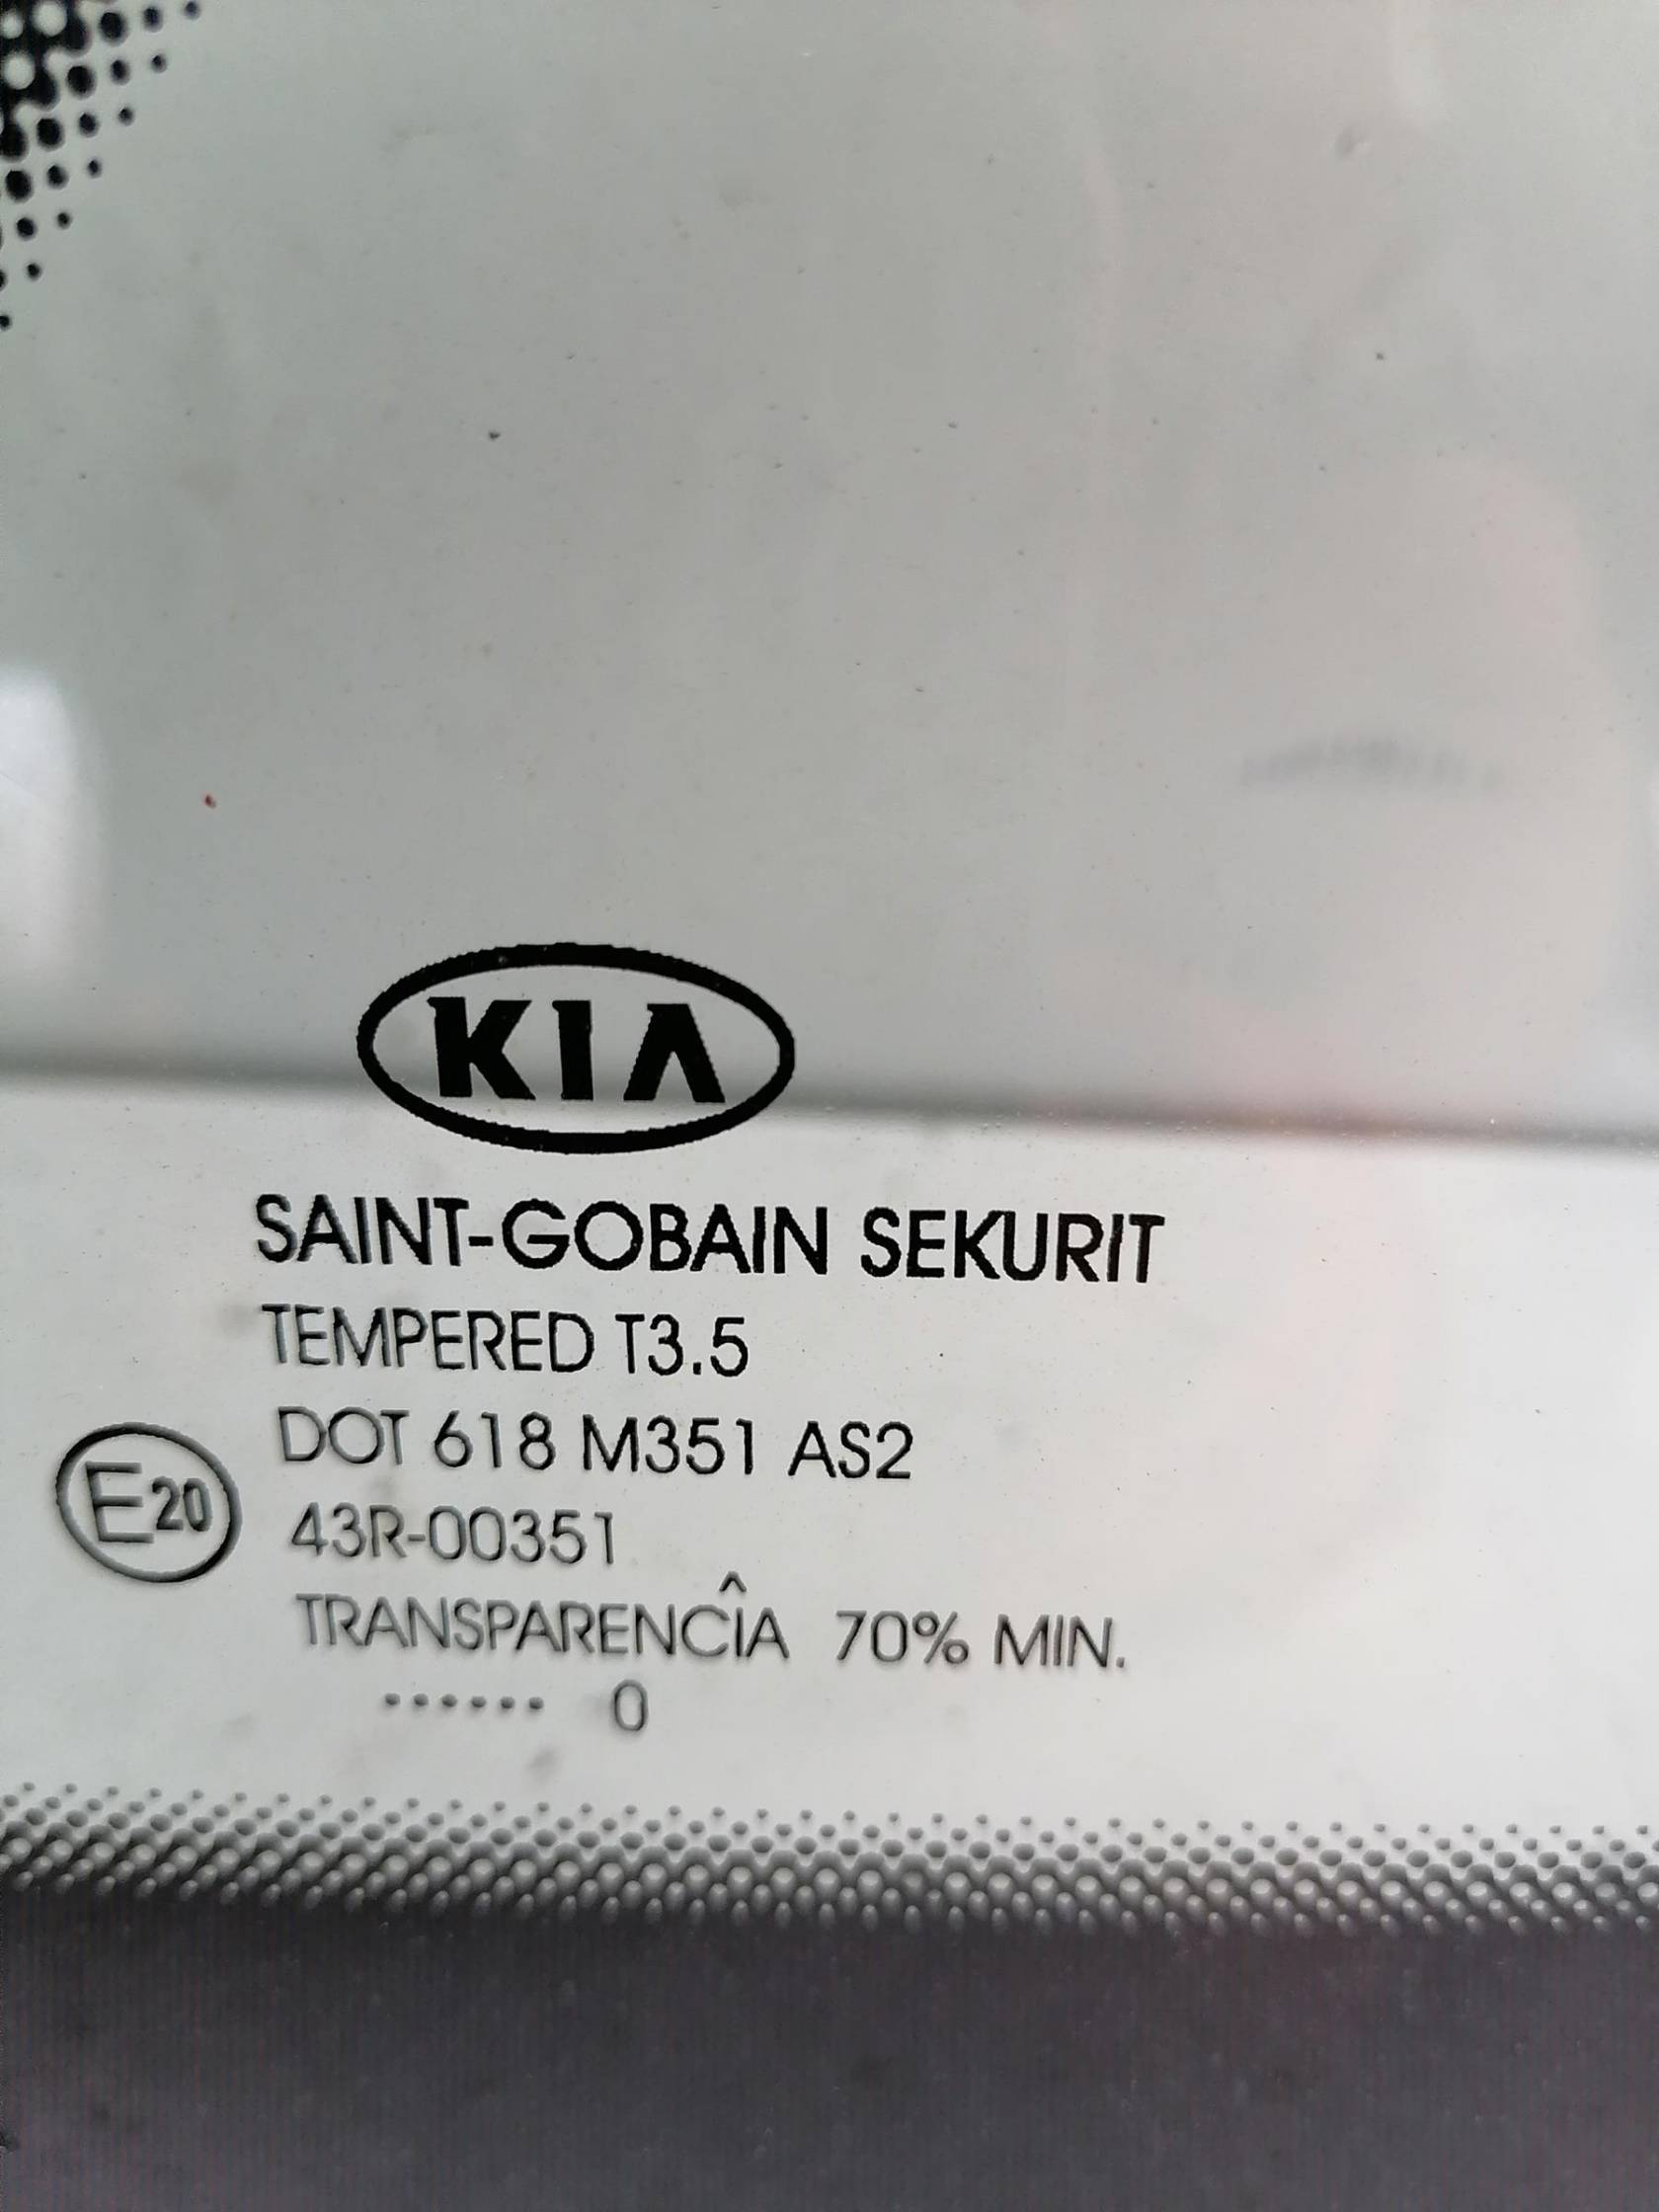 KIA
SAINT-GOBAIN SEKURIT
TEMPERED T3.5
DOT 618 M351 AS2
E20
43R-00351
TRANSPARENCÎA 70% MIN.
...... 0